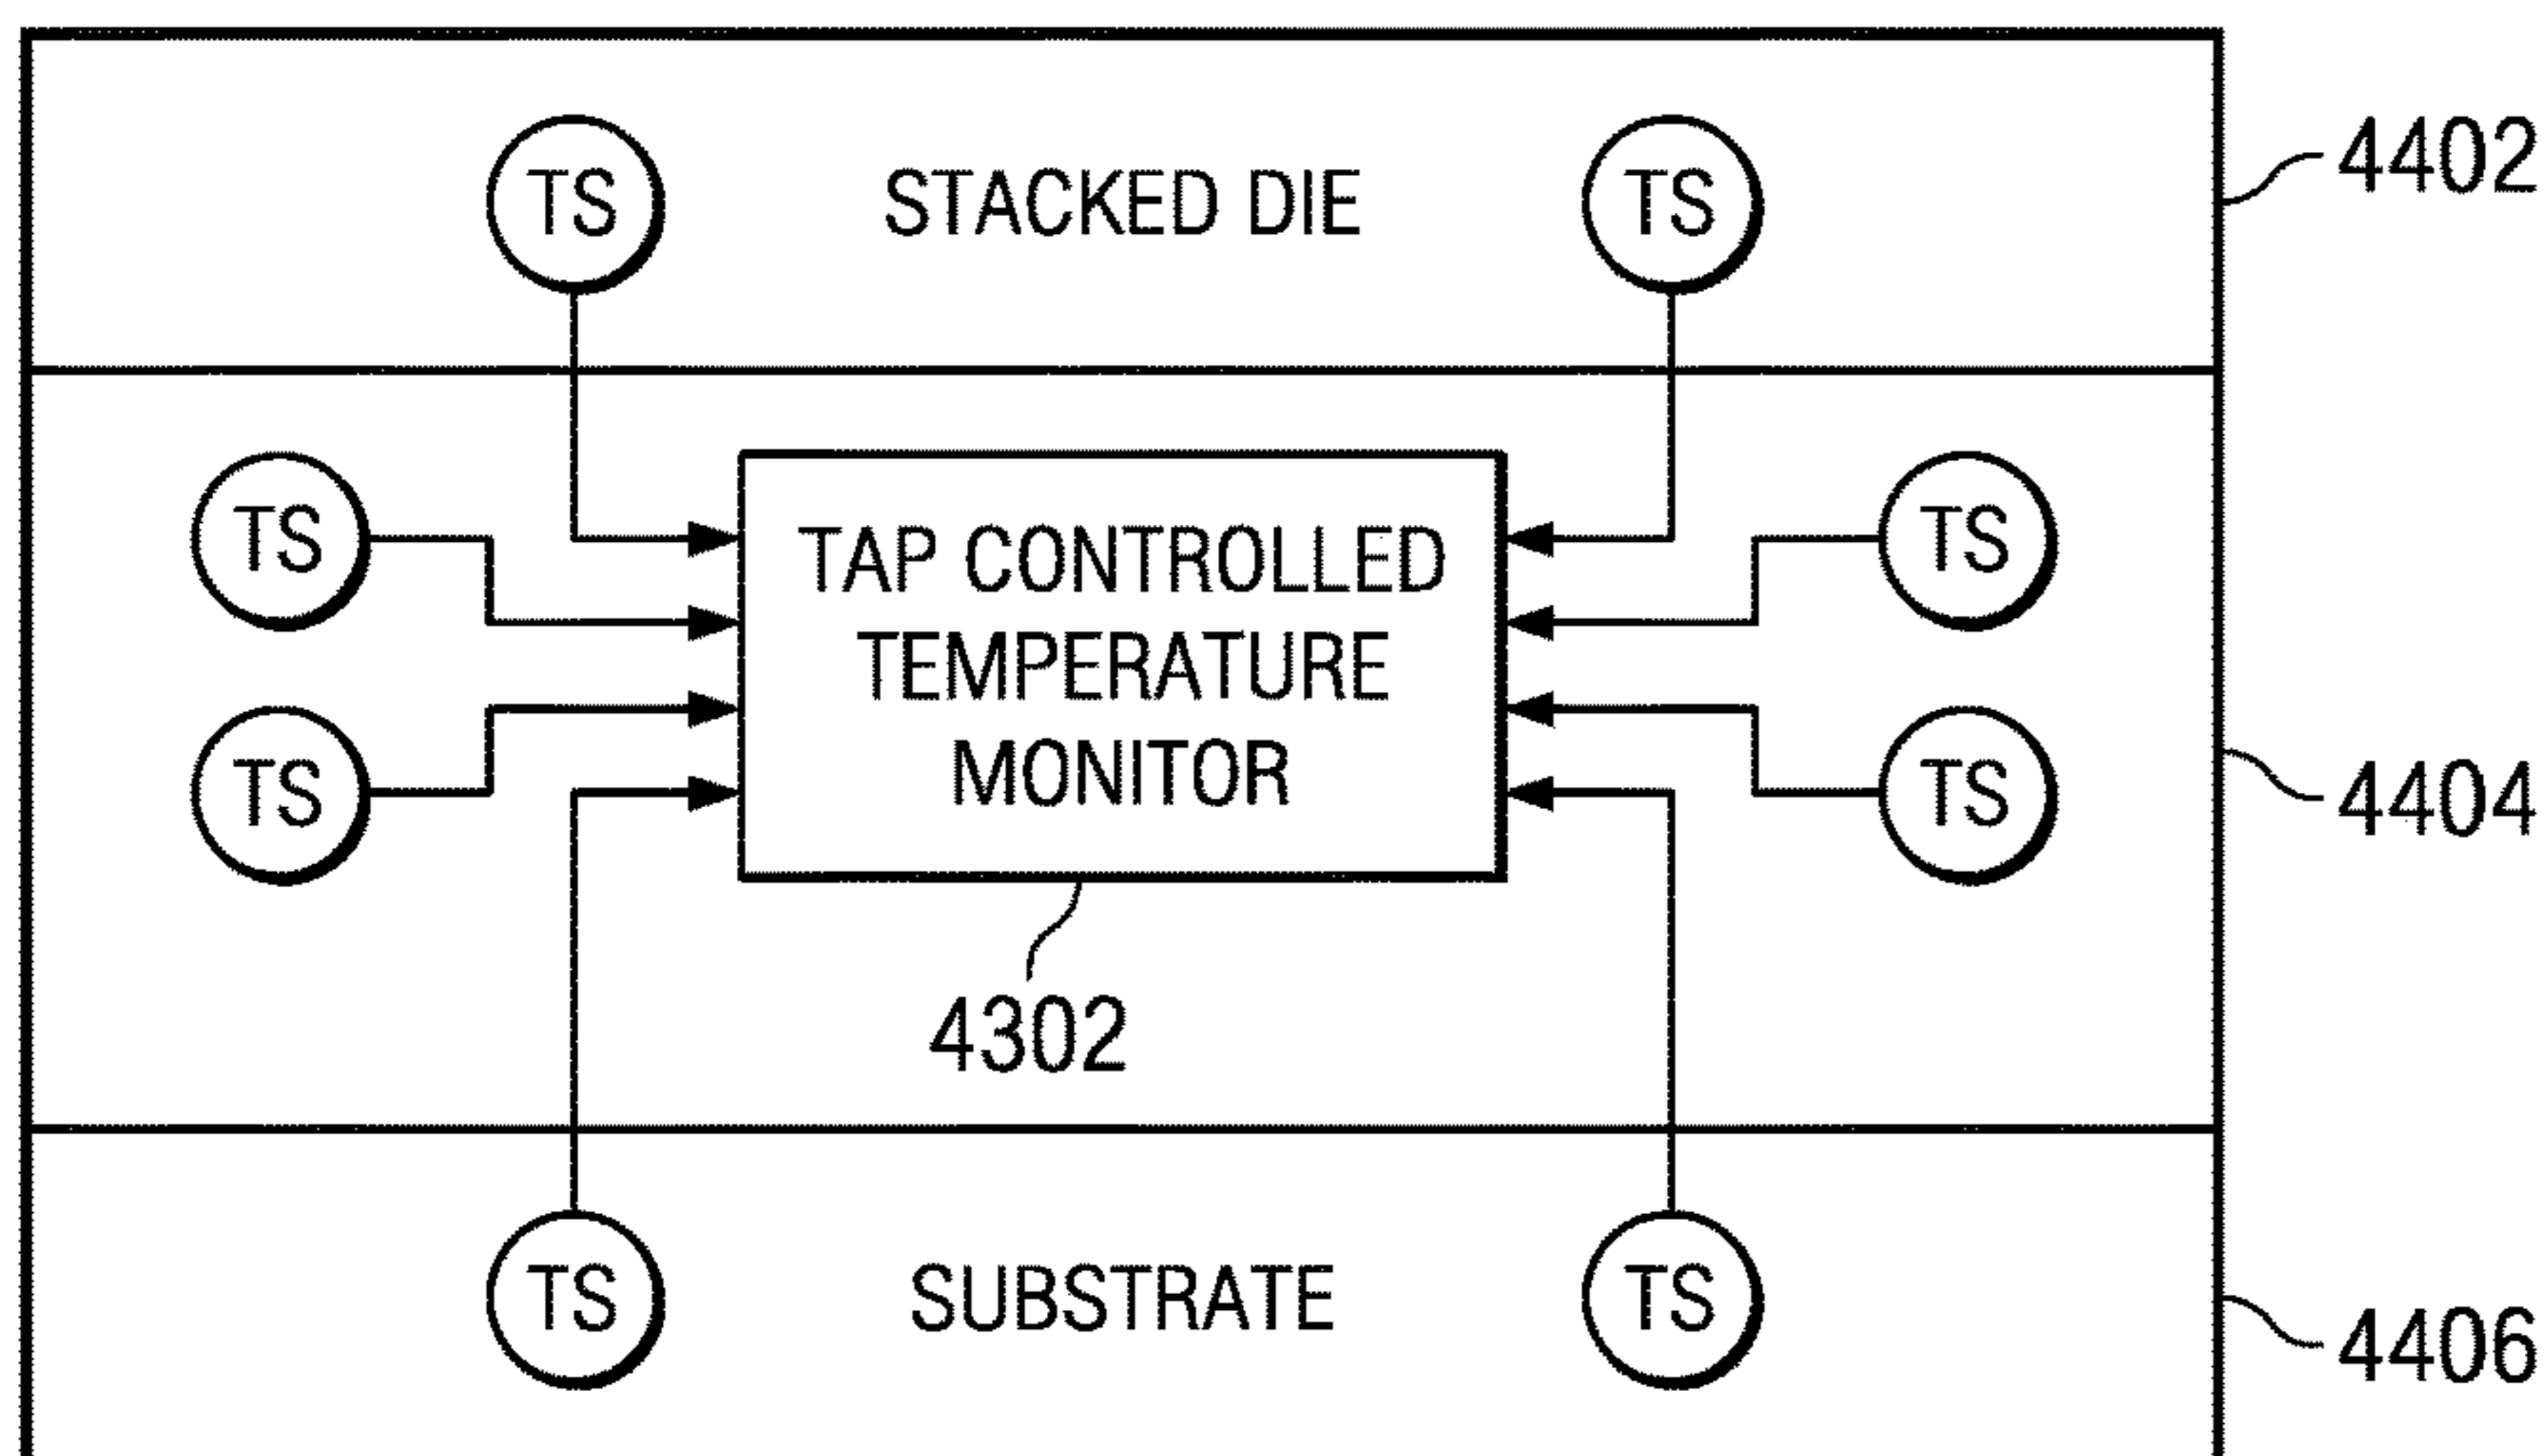 TS STACKED DIE TS 4402
TS TAP CONTROLLED TS
TEMPERATURE
TS MONITOR TS 4404
4302
TS SUBSTRATE TS 4406